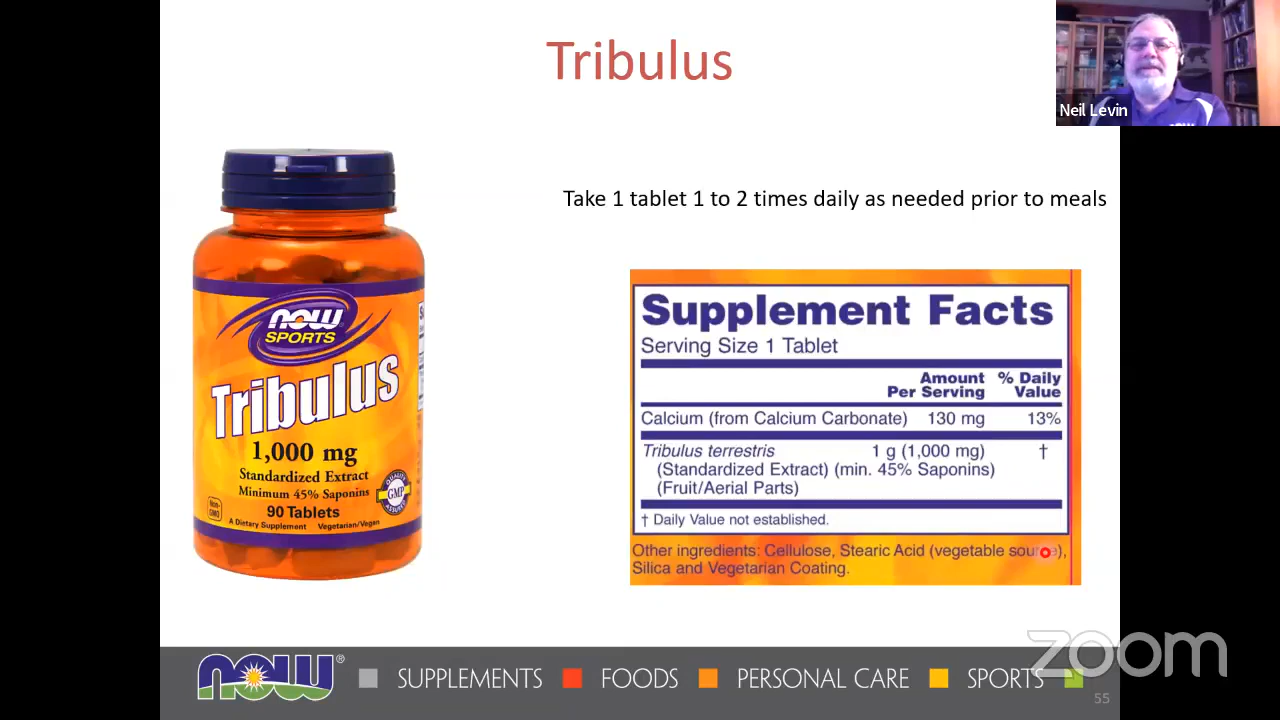 Tribulus
Neil Levin
Take 1 tablet 1 to 2 times daily as needed prior to meals
NOW
SPORTS
Tribulus
1,000 mg
Standardized Extract
Minimum 45% Saponins
90 Tablets
A Dietary Supplement Vegetarian/Vegan
Non-
GMO
QUALITY
GMP
ASSURED
Supplement Facts
Serving Size 1 Tablet
Amount % Daily
Per Serving Value
Calcium (from Calcium Carbonate) 130 mg 13%
Tribulus terrestris 1 g (1,000 mg) †
(Standardized Extract) (min. 45% Saponins)
(Fruit/Aerial Parts)
† Daily Value not established.
Other ingredients: Cellulose, Stearic Acid (vegetable source),
Silica and Vegetarian Coating.
NOW® SUPPLEMENTS FOODS PERSONAL CARE SPORTS
zoom
55